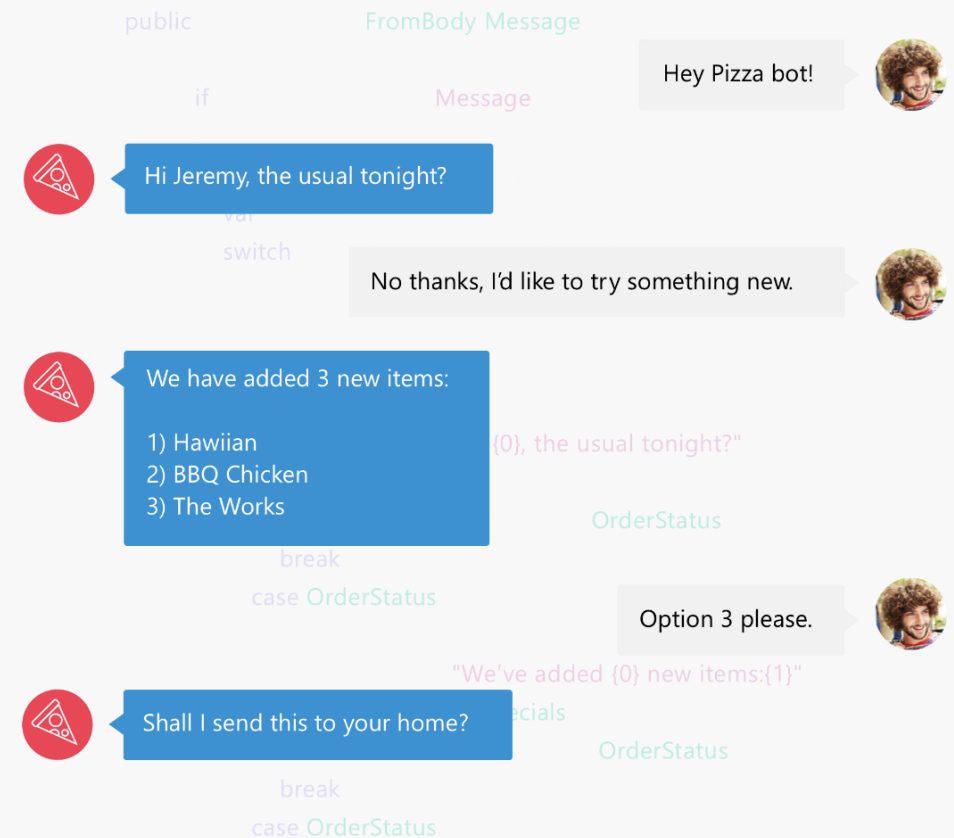 public FromBody Message
Hey Pizza bot!
if Message
Hi Jeremy, the usual tonight?
var
switch
No thanks, I’d like to try something new.
We have added 3 new items:
1) Hawiian
{0}, the usual tonight?"
2) BBQ Chicken
3) The Works
OrderStatus
break
case OrderStatus
Option 3 please.
"We’ve added {0} new items:{1}"
ecials
Shall I send this to your home?
OrderStatus
break
case OrderStatus